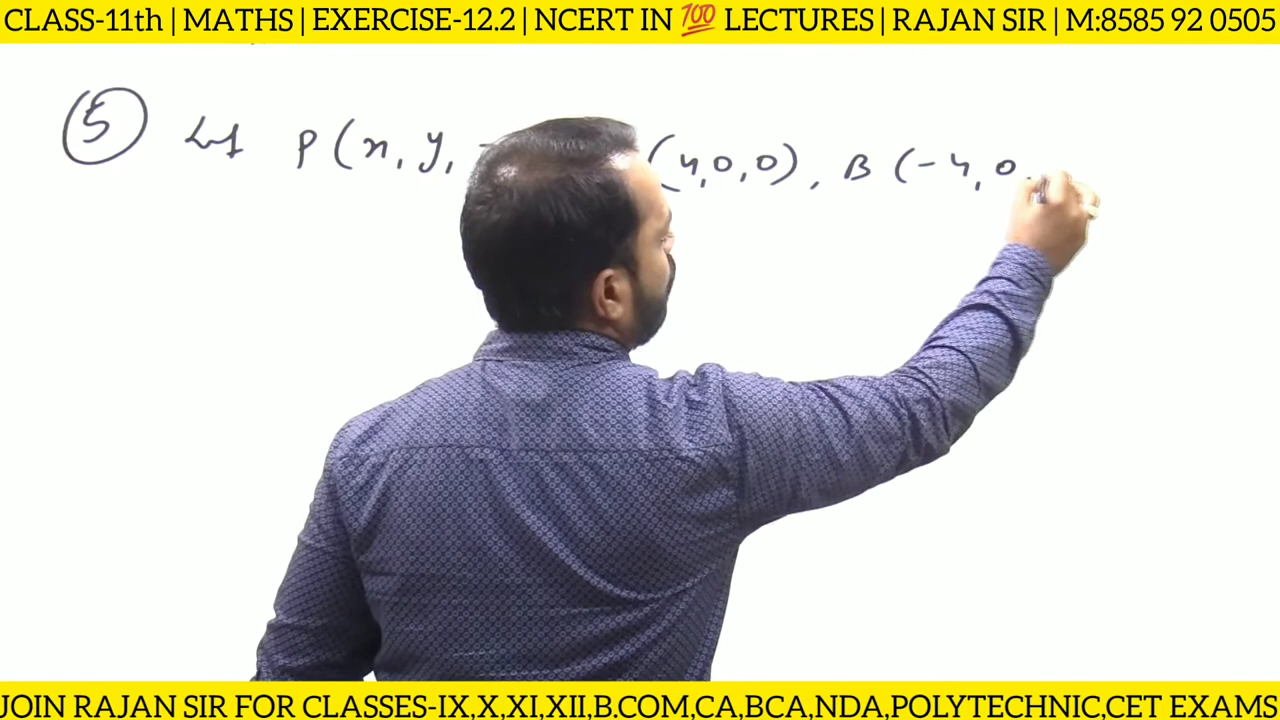 CLASS-11th | MATHS | EXERCISE-12.2 | NCERT IN 💯 LECTURES | RAJAN SIR | M:8585 92 0505
5 Let P (x, y, (4,0,0), B (-4, 0
JOIN RAJAN SIR FOR CLASSES-IX,X,XI,XII,B.COM,CA,BCA,NDA,POLYTECHNIC,CET EXAMS